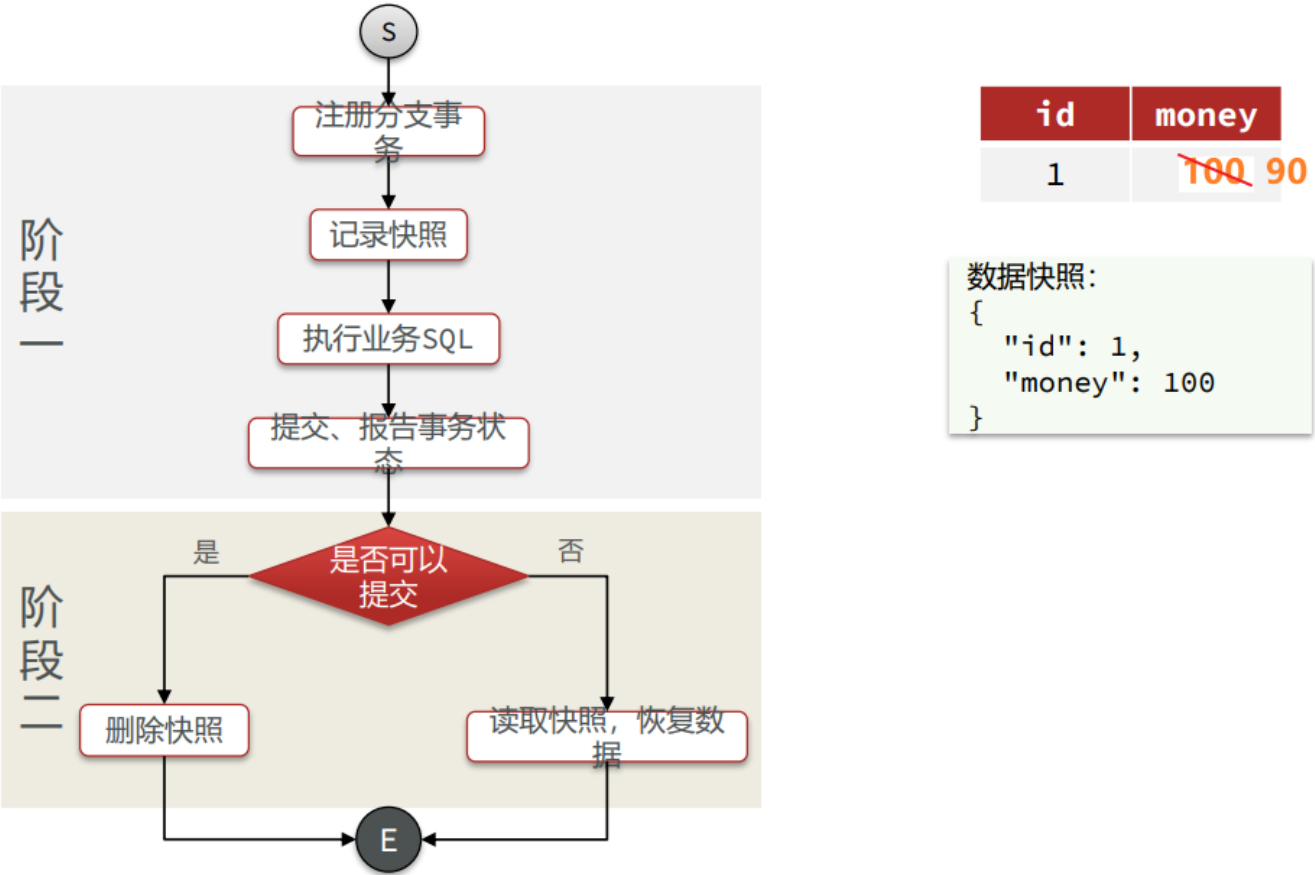 S
注册分支事
务
记录快照
执行业务SQL
提交、报告事务状
态
阶
段
一
是否可以
提交
是
否
阶
段
二
删除快照
读取快照，恢复数
据
E
id money
1 100 90
数据快照：
{
"id": 1,
"money": 100
}